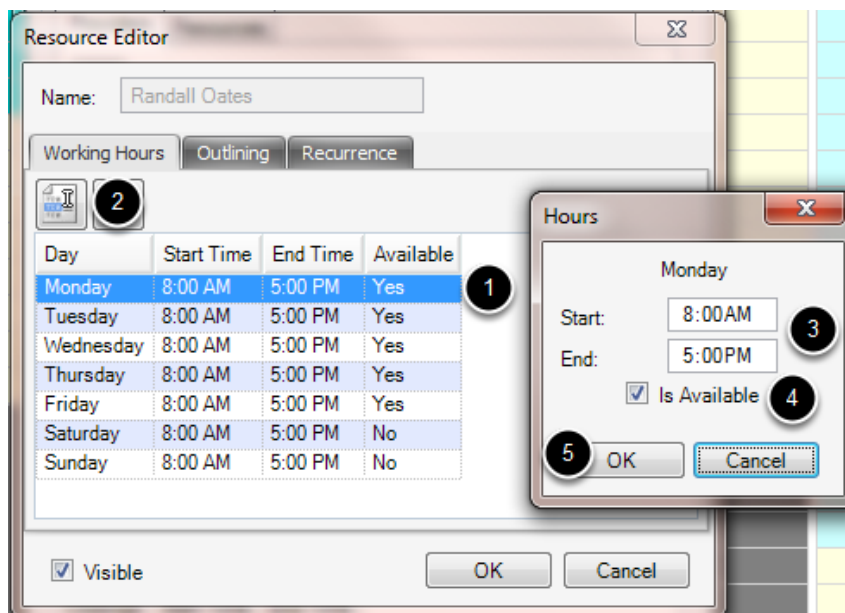 Resource Editor
Name: Randall Oates
Working Hours Outlining Recurrence
2
Day Start Time End Time Available
Monday 8:00 AM 5:00 PM Yes
Tuesday 8:00 AM 5:00 PM Yes
Wednesday 8:00 AM 5:00 PM Yes
Thursday 8:00 AM 5:00 PM Yes
Friday 8:00 AM 5:00 PM Yes
Saturday 8:00 AM 5:00 PM No
Sunday 8:00 AM 5:00 PM No
1
Visible
OK Cancel
Hours
Monday
Start: 8:00AM
3
End: 5:00PM
Is Available 4
5 OK Cancel